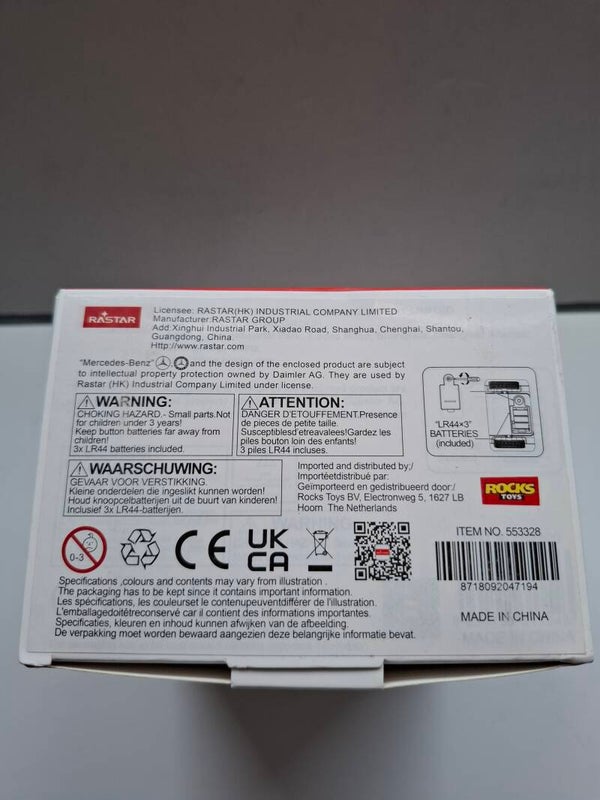 RASTAR
Licensee: RASTAR(HK) INDUSTRIAL COMPANY LIMITED
Manufacturer:RASTAR GROUP
Add:Xinghui Industrial Park, Xiadao Road, Shanghua, Chenghai, Shantou,
Guangdong, China.
Http://www.rastar.com
"Mercedes-Benz", and the design of the enclosed product are subject
to intellectual property protection owned by Daimler AG. They are used by
Rastar (HK) Industrial Company Limited under license.
WARNING:
CHOKING HAZARD.- Small parts.Not
for children under 3 years!
Keep button batteries far away from
children!
3x LR44 batteries included.
ATTENTION:
DANGER D'ETOUFFEMENT.Presence
de pieces de petite taille.
Susceptiblesd'etreavalees!Gardez les
piles bouton loin des enfants!
3 piles LR44 incluses.
"LR44×3"
BATTERIES
(included)
WAARSCHUWING:
GEVAAR VOOR VERSTIKKING.
Kleine onderdelen die ingeslikt kunnen worden!
Houd knoopcelbatterijen uit de buurt van kinderen!
Inclusief 3x LR44-batterijen.
Imported and distributed by:/
Importéetdistribué par:
Geïmporteerd en gedistribueerd door:/
Rocks Toys BV, Electronweg 5, 1627 LB
Hoorn The Netherlands
ROCKS
TOYS
0-3
CE
UK
CA
ITEM NO. 553328
8718092047194
MADE IN CHINA
Specifications ,colours and contents may vary from illustration .
The packaging has to be kept since it contains important information.
Les spécifications, les couleurset le contenupeuventdifférer de l'illustration.
L'emballagedoitêtreconservé car il contient des informations importantes.
Specificaties, kleuren en inhoud kunnen afwijken van de afbeelding.
De verpakking moet worden bewaard aangezien deze belangrijke informatie bevat.